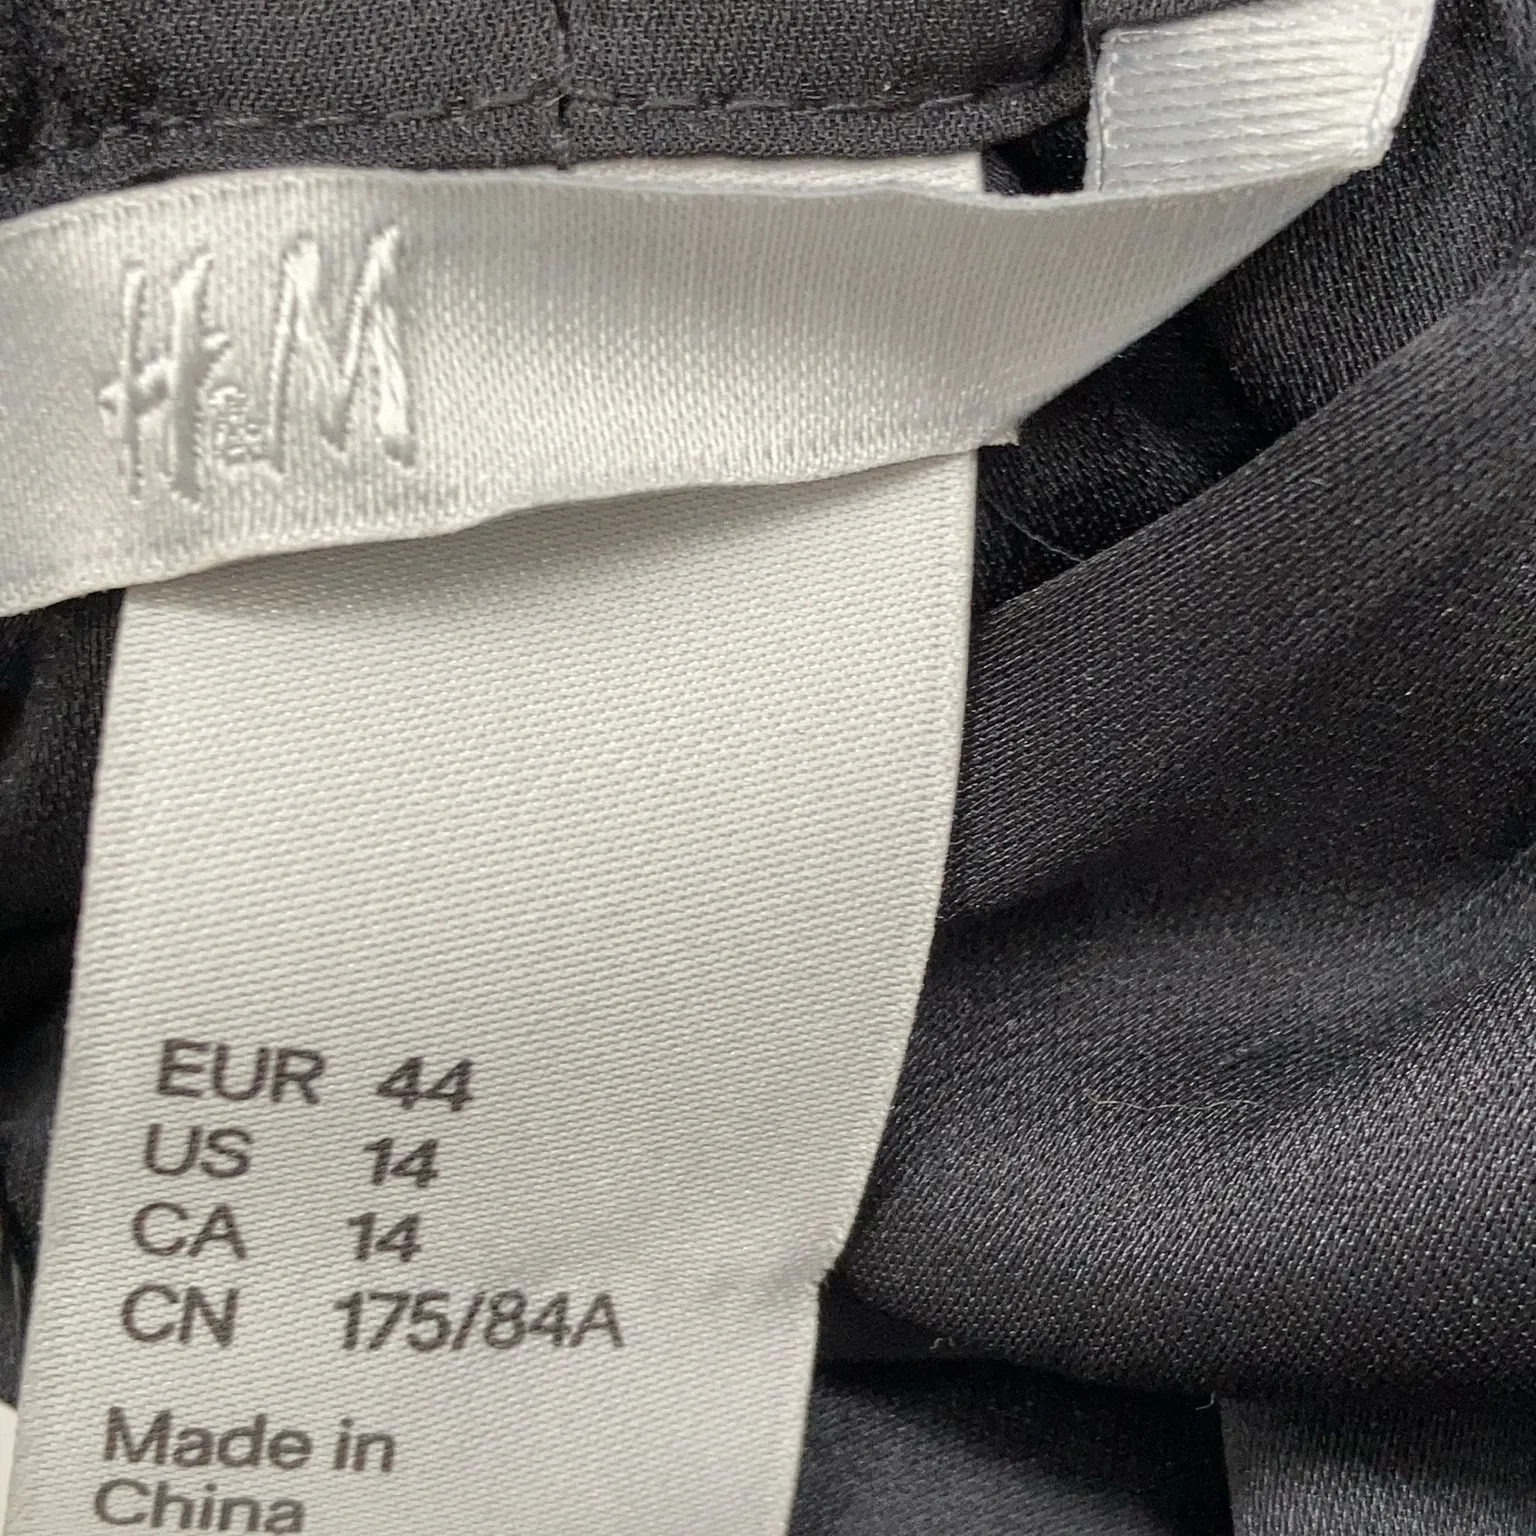 H&M
EUR 44
US 14
CA 14
CN 175/84A
Made in
China